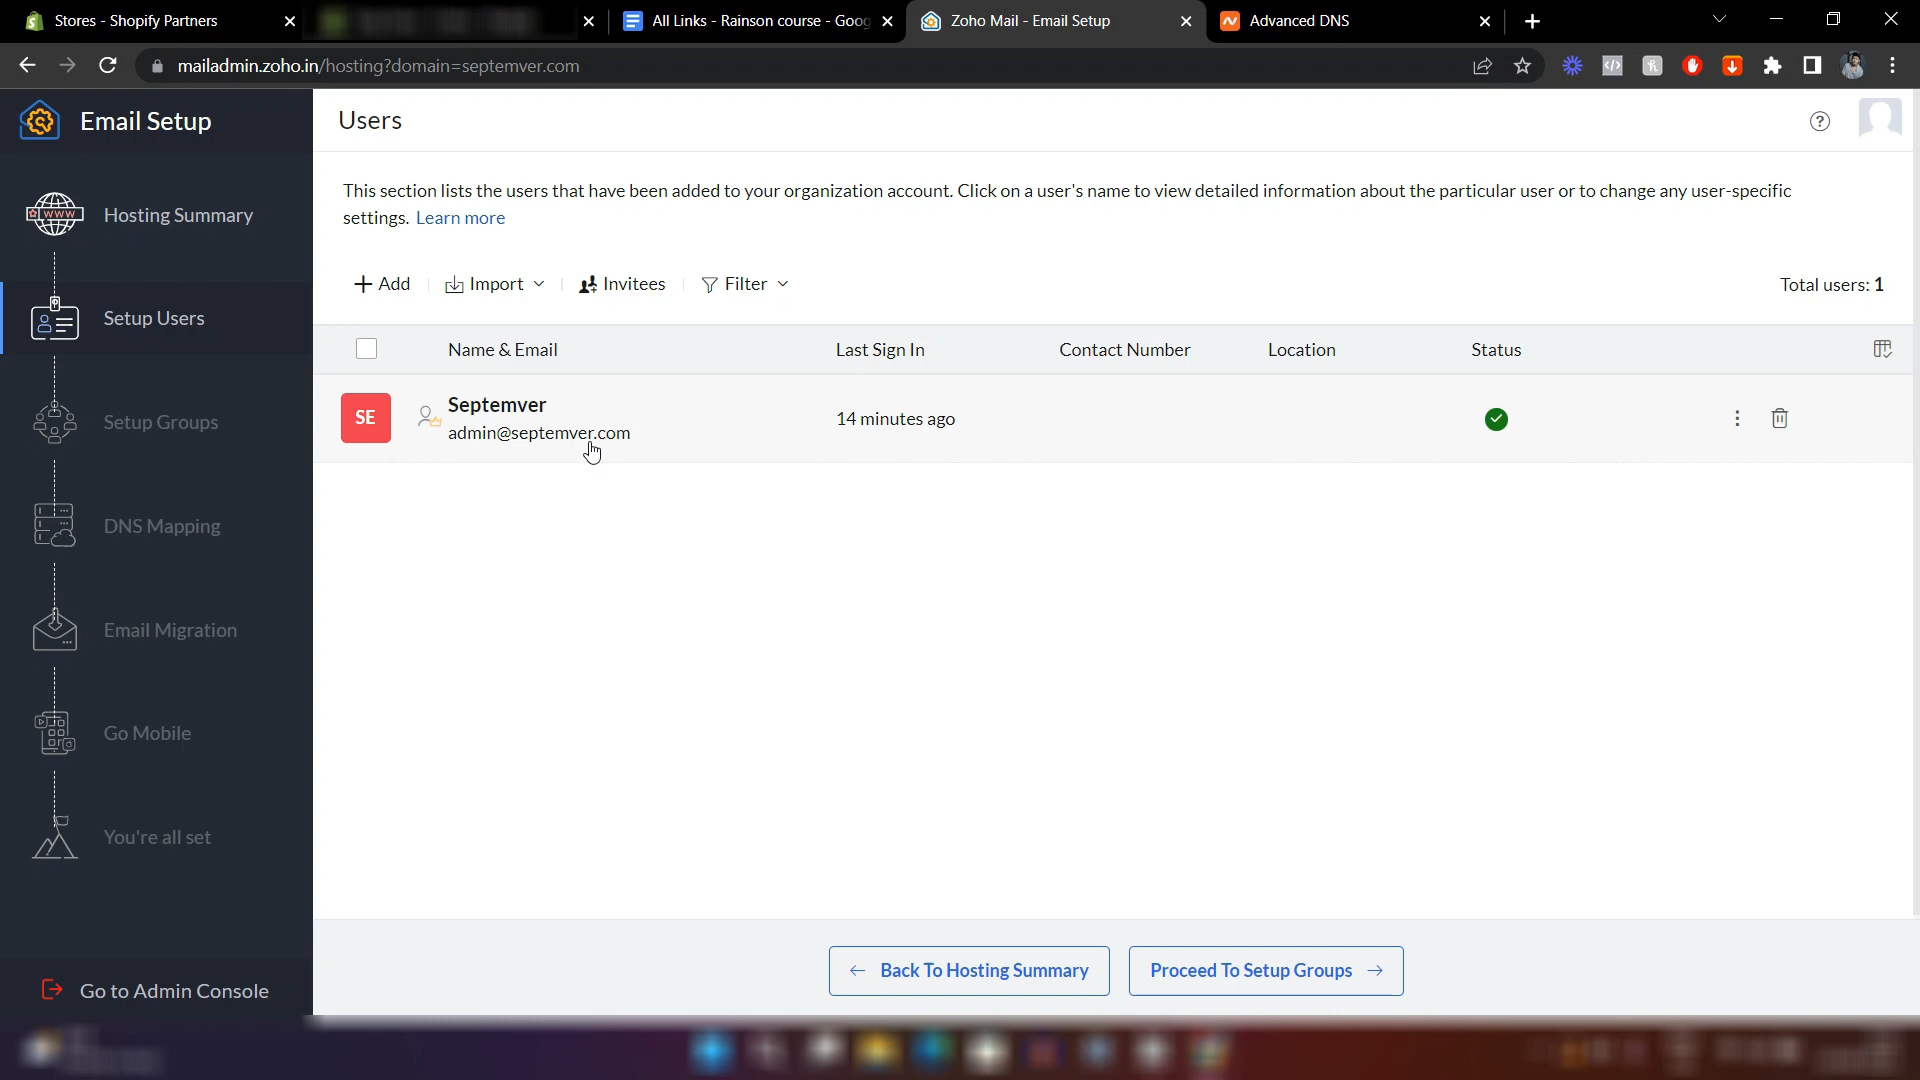 Stores - Shopify Partners
All Links - Rainson course - Goog
Zoho Mail - Email Setup
Advanced DNS
mailadmin.zoho.in/hosting?domain=septemver.com
Email Setup
Users
This section lists the users that have been added to your organization account. Click on a user's name to view detailed information about the particular user or to change any user-specific
settings. Learn more
Hosting Summary
Setup Users
Setup Groups
DNS Mapping
Email Migration
Go Mobile
You're all set
Go to Admin Console
Add
Import
Invitees
Filter
Total users: 1
Name & Email
Last Sign In
Contact Number
Location
Status
SE
Septemver
admin@septemver.com
14 minutes ago
← Back To Hosting Summary
Proceed To Setup Groups →